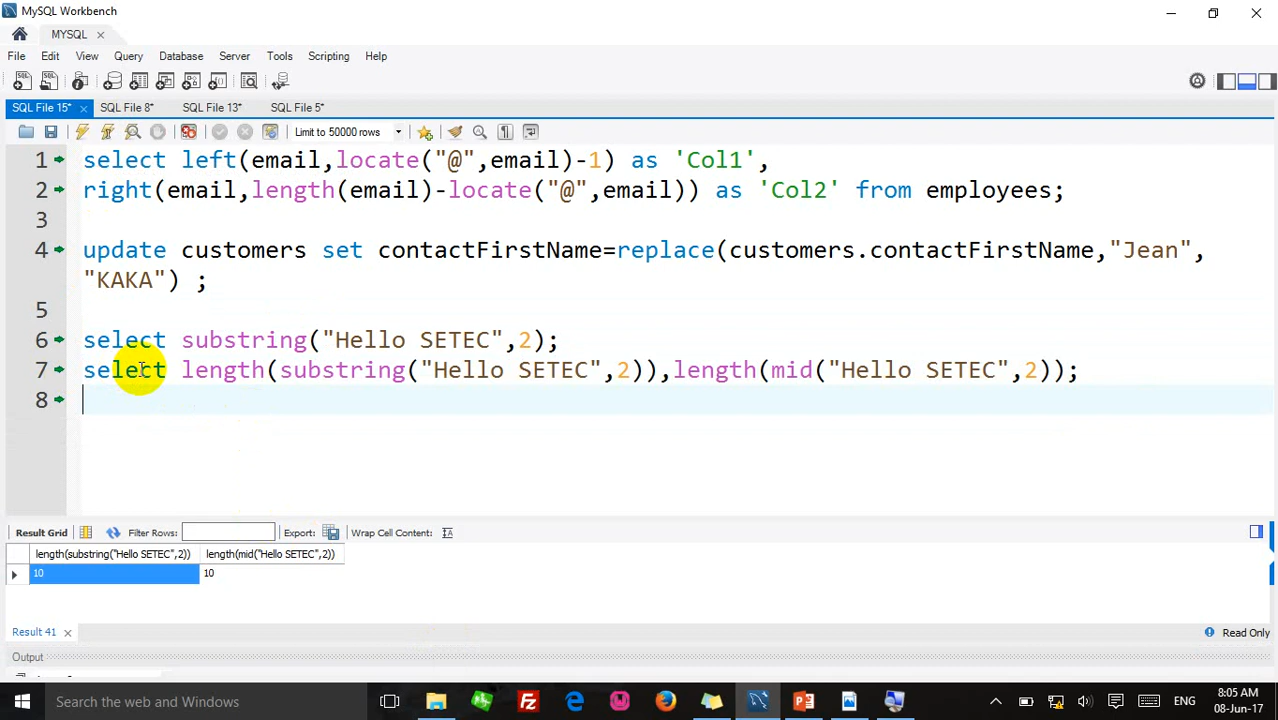 MySQL Workbench
MYSQL
File Edit View Query Database Server Tools Scripting Help
SQL File 15* SQL File 8* SQL File 13* SQL File 5*
Limit to 50000 rows
1 select left(email,locate("@",email)-1) as 'Col1',
2 right(email,length(email)-locate("@",email)) as 'Col2' from employees;
3
4 update customers set contactFirstName=replace(customers.contactFirstName,"Jean",
"KAKA") ;
5
6 select substring("Hello SETEC",2);
7 select length(substring("Hello SETEC",2)),length(mid("Hello SETEC",2));
8
Result Grid Filter Rows: Export: Wrap Cell Content:
length(substring("Hello SETEC",2)) length(mid("Hello SETEC",2))
10 10
Result 41 Read Only
Output
Search the web and Windows ENG 8:05 AM
08-Jun-17